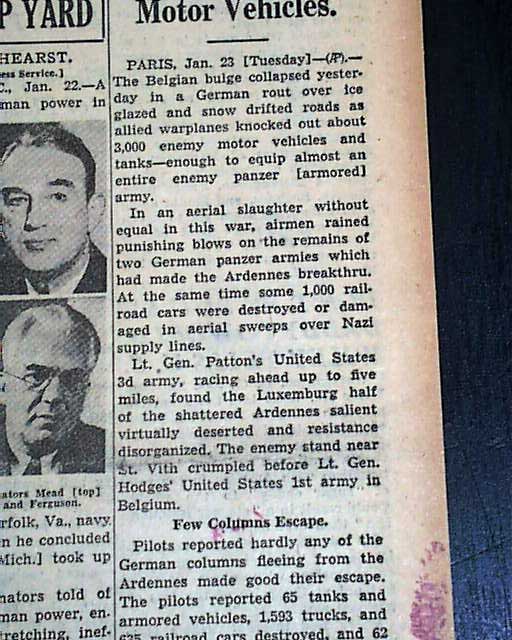 P YARD
HEARST.
ess Service.]
C., Jan. 22.—A
man power in
ators Mead [top]
and Ferguson.
rfolk, Va., navy
n he concluded
Mich.] took up
nators told of
man power, en-
tretching, inef-
Motor Vehicles.
PARIS, Jan. 23 [Tuesday]—(AP).—
The Belgian bulge collapsed yester-
day in a German rout over ice
glazed and snow drifted roads as
allied warplanes knocked out about
3,000 enemy motor vehicles and
tanks—enough to equip almost an
entire enemy panzer [armored]
army.
In an aerial slaughter without
equal in this war, airmen rained
punishing blows on the remains of
two German panzer armies which
had made the Ardennes breakthru.
At the same time some 1,000 rail-
road cars were destroyed or dam-
aged in aerial sweeps over Nazi
supply lines.
Lt. Gen. Patton's United States
3d army, racing ahead up to five
miles, found the Luxemburg half
of the shattered Ardennes salient
virtually deserted and resistance
disorganized. The enemy stand near
St. Vith crumpled before Lt. Gen.
Hodges' United States 1st army in
Belgium.
Few Columns Escape.
Pilots reported hardly any of the
German columns fleeing from the
Ardennes made good their escape.
The pilots reported 65 tanks and
armored vehicles, 1,593 trucks, and
635 railroad cars destroyed, and 62